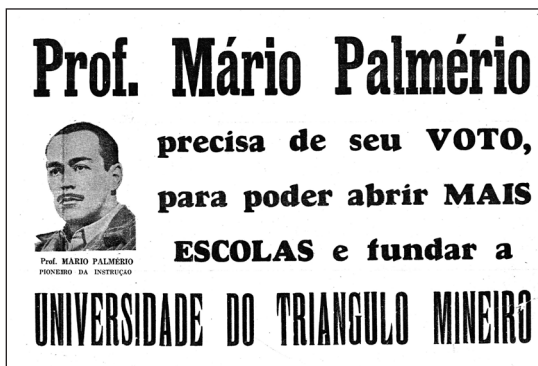 Prof. Mário Palmério
precisa de seu VOTO,
para poder abrir MAIS
ESCOLAS e fundar a
Prof. MARIO PALMÉRIO
PIONEIRO DA INSTRUÇÃO
UNIVERSIDADE DO TRIANGULO MINEIRO